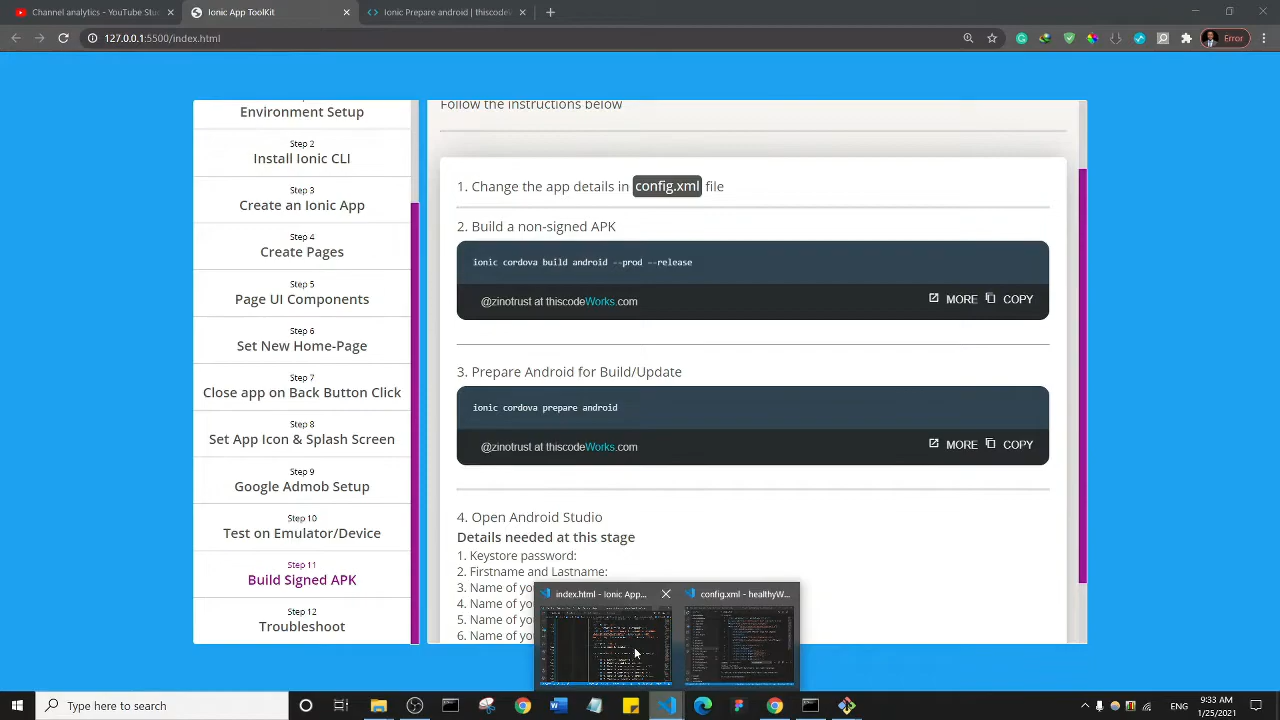 Channel analytics - YouTube Stu
Ionic App ToolKit
Ionic Prepare android | thiscodeW
127.0.0.1:5500/index.html
Error
Environment Setup
Step 2
Install Ionic CLI
Step 3
Create an Ionic App
Step 4
Create Pages
Step 5
Page UI Components
Step 6
Set New Home-Page
Step 7
Close app on Back Button Click
Step 8
Set App Icon & Splash Screen
Step 9
Google Admob Setup
Step 10
Test on Emulator/Device
Step 11
Build Signed APK
Step 12
Troubleshoot
Follow the instructions below
1. Change the app details in config.xml file
2. Build a non-signed APK
ionic cordova build android --prod --release
@zinotrust at thiscodeWorks.com
MORE COPY
3. Prepare Android for Build/Update
ionic cordova prepare android
@zinotrust at thiscodeWorks.com
MORE COPY
4. Open Android Studio
Details needed at this stage
1. Keystore password:
2. Firstname and Lastname:
3. Name of yo
4. Name of yo
5. Name of yo
6. Name of yo
index.html - Ionic App...
config.xml - healthyW...
Type here to search
9:33 AM
1/25/2021